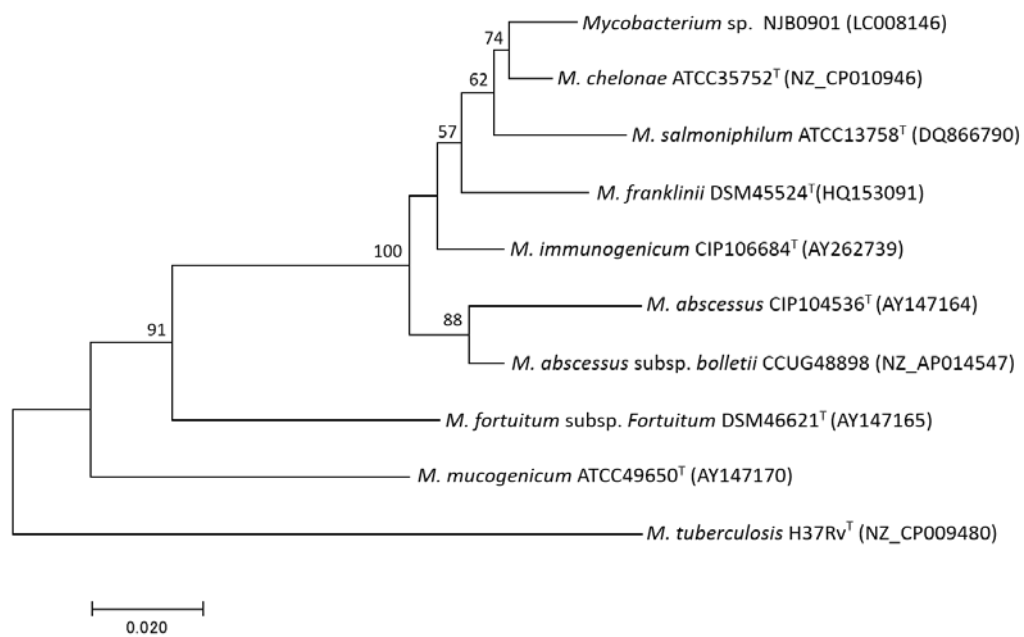 Mycobacterium sp. NJB0901 (LC008146)
74
M. chelonae ATCC35752ᵀ (NZ_CP010946)
62
M. salmoniphilum ATCC13758ᵀ (DQ866790)
57
M. franklinii DSM45524ᵀ(HQ153091)
100
M. immunogenicum CIP106684ᵀ (AY262739)
M. abscessus CIP104536ᵀ (AY147164)
88
91
M. abscessus subsp. bolletii CCUG48898 (NZ_AP014547)
M. fortuitum subsp. Fortuitum DSM46621ᵀ (AY147165)
M. mucogenicum ATCC49650ᵀ (AY147170)
M. tuberculosis H37Rvᵀ (NZ_CP009480)
0.020